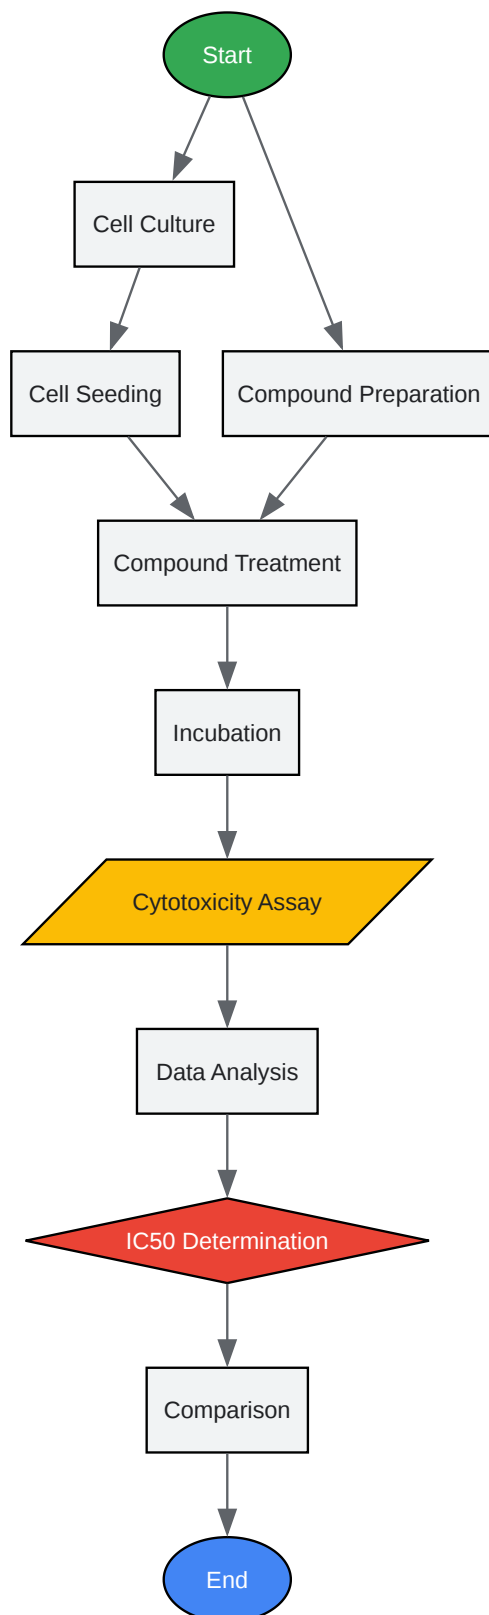 Start
Cell Culture
Cell Seeding
Compound Preparation
Compound Treatment
Incubation
Cytotoxicity Assay
Data Analysis
IC50 Determination
Comparison
End